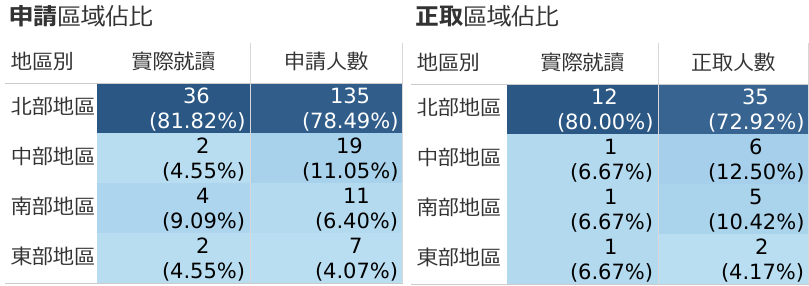 申請區域佔比
地區別 實際就讀 申請人數
北部地區 36 (81.82%) 135 (78.49%)
中部地區 2 (4.55%) 19 (11.05%)
南部地區 4 (9.09%) 11 (6.40%)
東部地區 2 (4.55%) 7 (4.07%)
正取區域佔比
地區別 實際就讀 正取人數
北部地區 12 (80.00%) 35 (72.92%)
中部地區 1 (6.67%) 6 (12.50%)
南部地區 1 (6.67%) 5 (10.42%)
東部地區 1 (6.67%) 2 (4.17%)